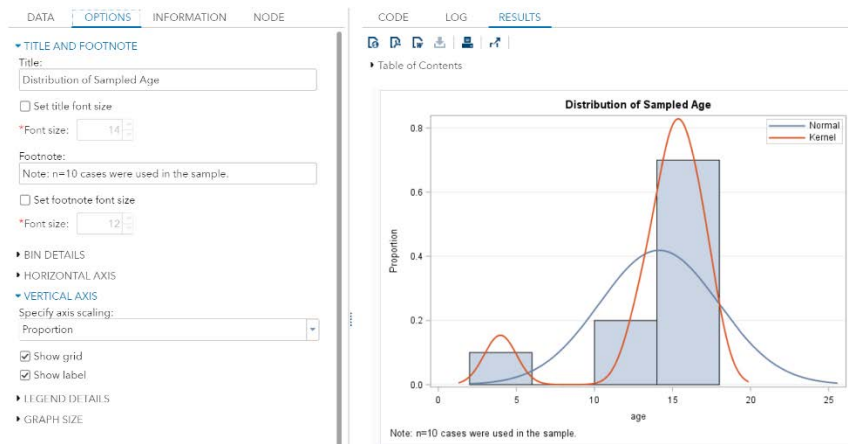 DATA OPTIONS INFORMATION NODE
TITLE AND FOOTNOTE
Title:
Distribution of Sampled Age
Set title font size
*Font size: 14
Footnote:
Note: n=10 cases were used in the sample.
Set footnote font size
*Font size: 12
BIN DETAILS
HORIZONTAL AXIS
VERTICAL AXIS
Specify axis scaling:
Proportion
Show grid
Show label
LEGEND DETAILS
GRAPH SIZE
CODE LOG RESULTS
Table of Contents
Distribution of Sampled Age
Normal
Kernel
0.8
0.6
0.4
0.2
0.0
Proportion
0 5 10 15 20 25
age
Note: n=10 cases were used in the sample.